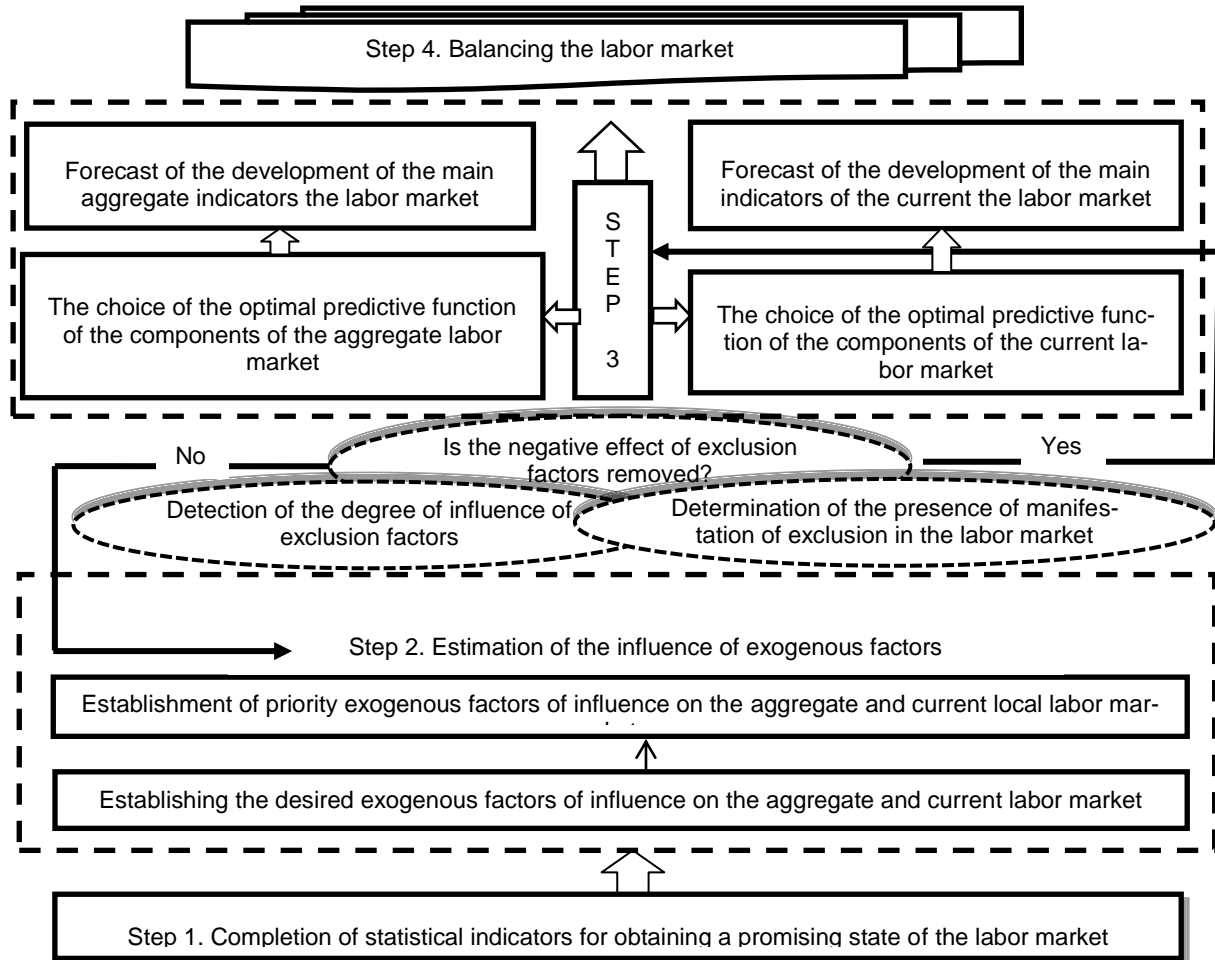 Step 4. Balancing the labor market
Forecast of the development of the main
aggregate indicators the labor market
Forecast of the development of the main
indicators of the current the labor market
S
T
E
P
3
The choice of the optimal predictive function
of the components of the aggregate labor
market
The choice of the optimal predictive func-
tion of the components of the current la-
bor market
No
Is the negative effect of exclusion
factors removed?
Yes
Detection of the degree of influence of
exclusion factors
Determination of the presence of manifes-
tation of exclusion in the labor market
Step 2. Estimation of the influence of exogenous factors
Establishment of priority exogenous factors of influence on the aggregate and current local labor mar-
Establishing the desired exogenous factors of influence on the aggregate and current labor market
Step 1. Completion of statistical indicators for obtaining a promising state of the labor market